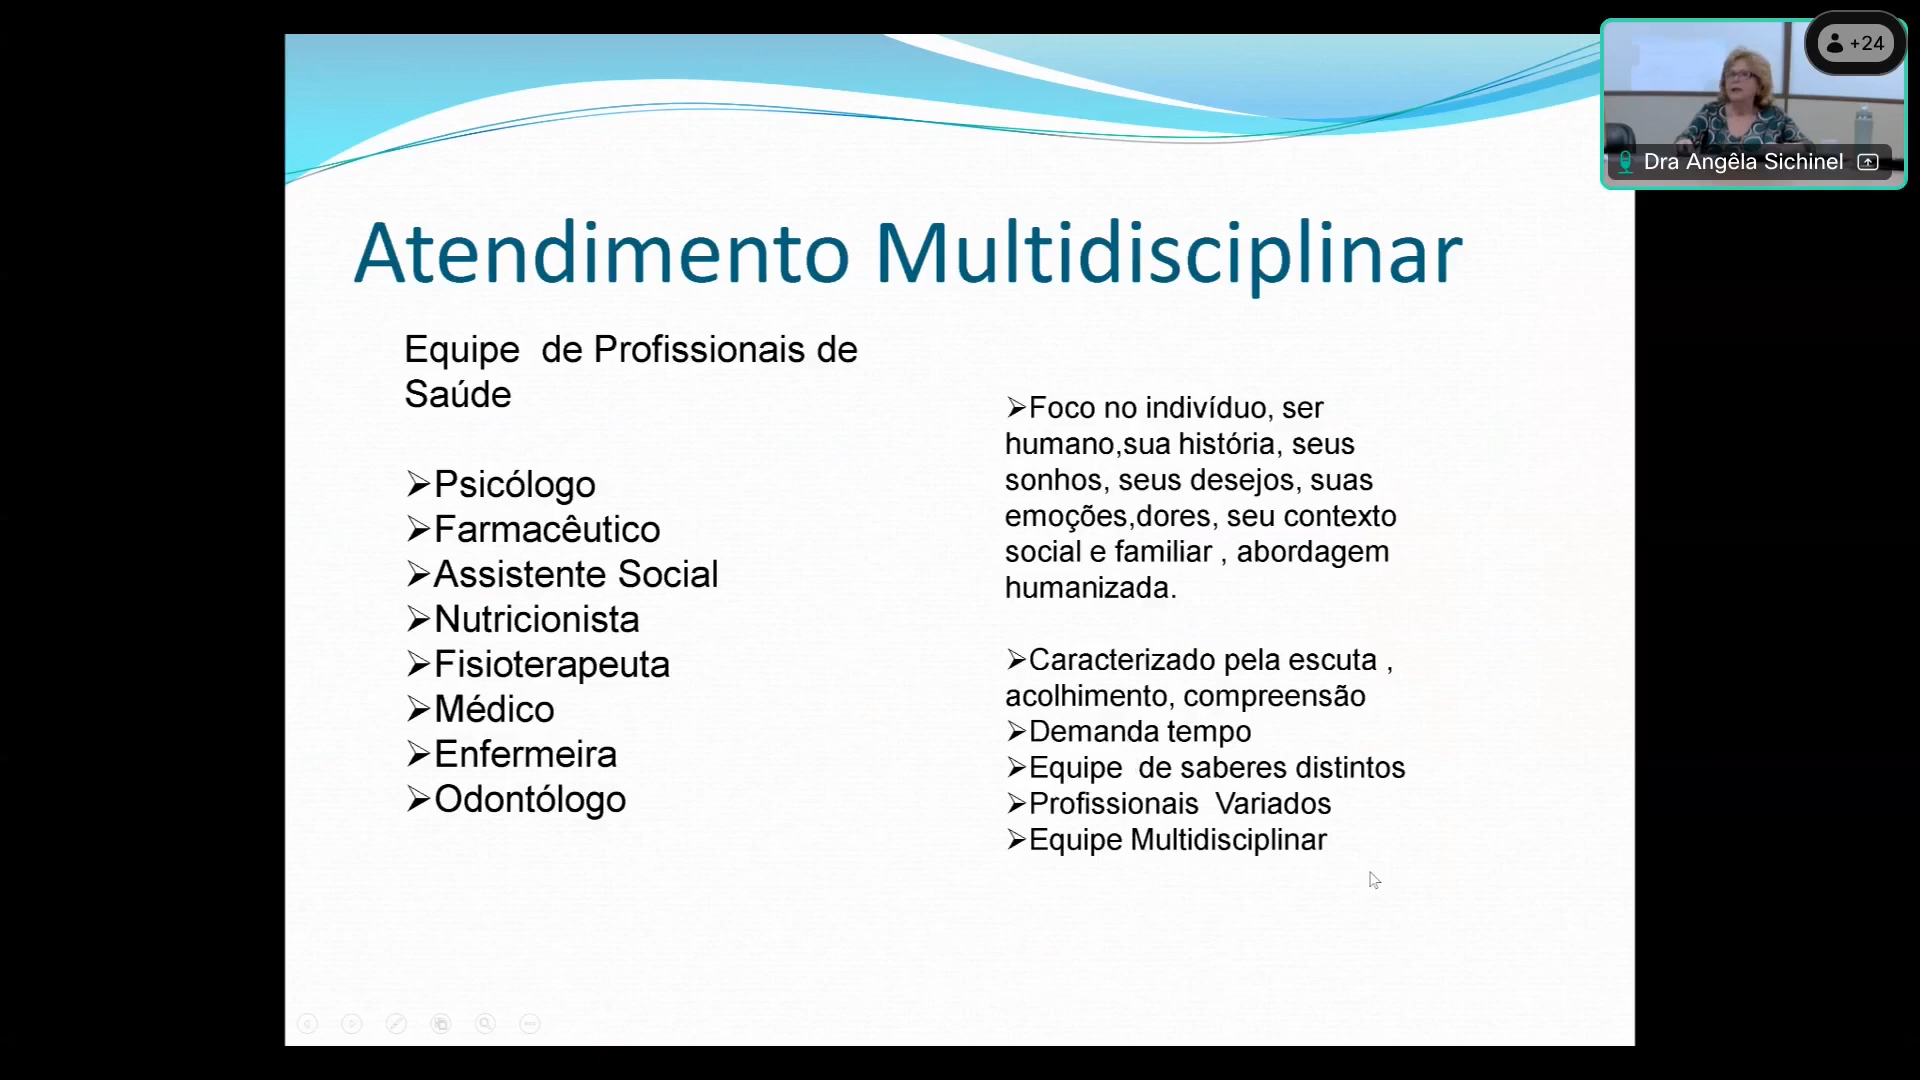 +24
Dra Angêla Sichinel
Atendimento Multidisciplinar
Equipe  de Profissionais de
Saúde
➢Psicólogo
➢Farmacêutico
➢Assistente Social
➢Nutricionista
➢Fisioterapeuta
➢Médico
➢Enfermeira
➢Odontólogo
➢Foco no indivíduo, ser
humano,sua história, seus
sonhos, seus desejos, suas
emoções,dores, seu contexto
social e familiar , abordagem
humanizada.
➢Caracterizado pela escuta ,
acolhimento, compreensão
➢Demanda tempo
➢Equipe  de saberes distintos
➢Profissionais  Variados
➢Equipe Multidisciplinar